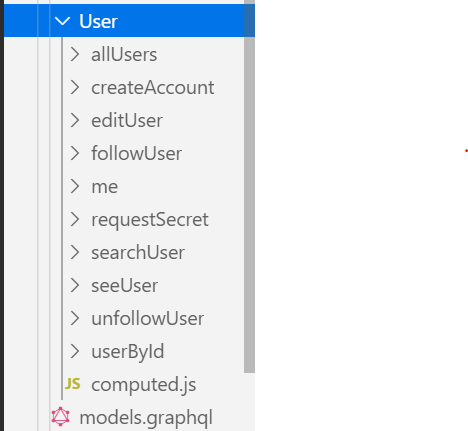 User
allUsers
createAccount
editUser
followUser
me
requestSecret
searchUser
seeUser
unfollowUser
userById
JS computed.js
models.graphql